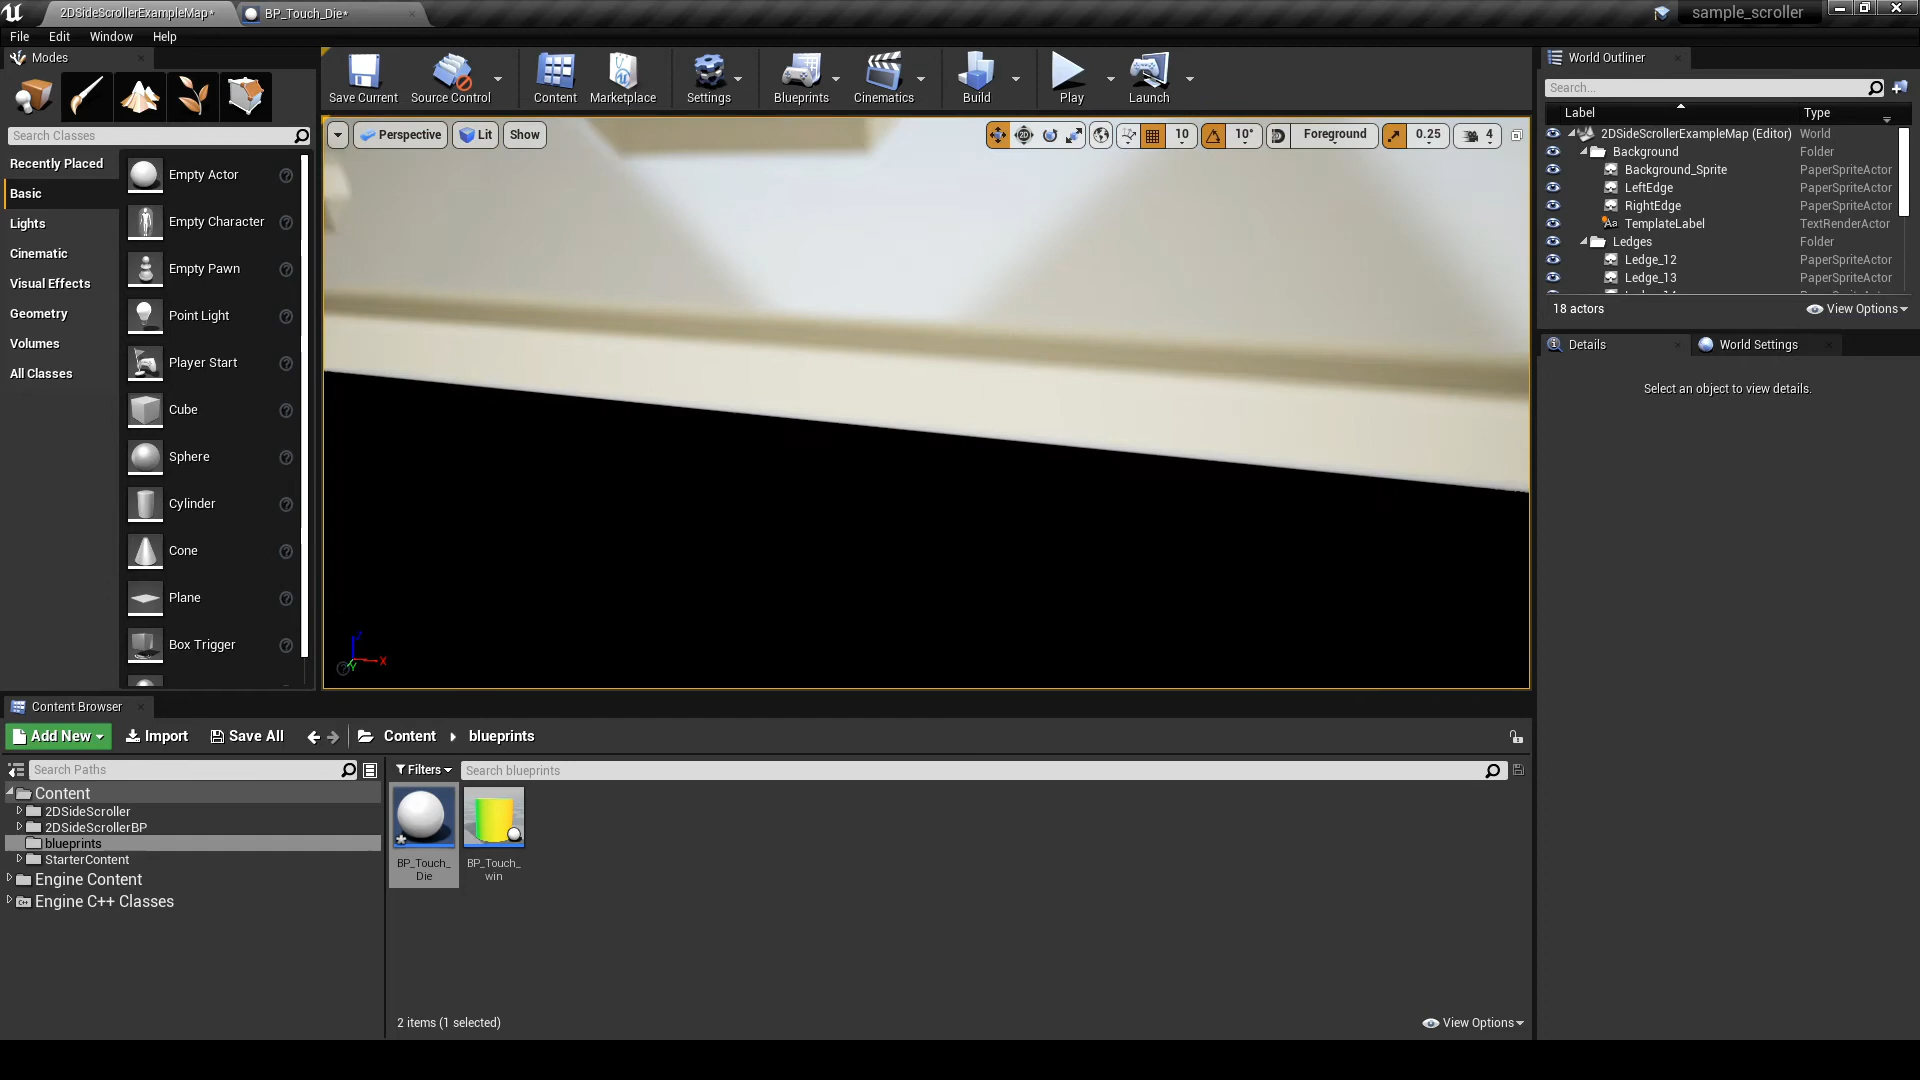 2DSideScrollerExampleMap*
BP_Touch_Die*
sample_scroller
File Edit Window Help
Modes
Search Classes
Recently Placed
Basic
Lights
Cinematic
Visual Effects
Geometry
Volumes
All Classes
Empty Actor
Empty Character
Empty Pawn
Point Light
Player Start
Cube
Sphere
Cylinder
Cone
Plane
Box Trigger
Save Current
Source Control
Content
Marketplace
Settings
Blueprints
Cinematics
Build
Play
Launch
Perspective
Lit
Show
10
10°
Foreground
0.25
4
Z
X
Y
World Outliner
Search...
Label Type
2DSideScrollerExampleMap (Editor) World
Background Folder
Background_Sprite PaperSpriteActor
LeftEdge PaperSpriteActor
RightEdge PaperSpriteActor
Aa TemplateLabel TextRenderActor
Ledges Folder
Ledge_12 PaperSpriteActor
Ledge_13 PaperSpriteActor
18 actors
View Options
Details
World Settings
Select an object to view details.
Content Browser
Add New
Import
Save All
Content
blueprints
Search Paths
Content
2DSideScroller
2DSideScrollerBP
blueprints
StarterContent
Engine Content
Engine C++ Classes
Filters
Search blueprints
BP_Touch_
Die
BP_Touch_
win
2 items (1 selected)
View Options